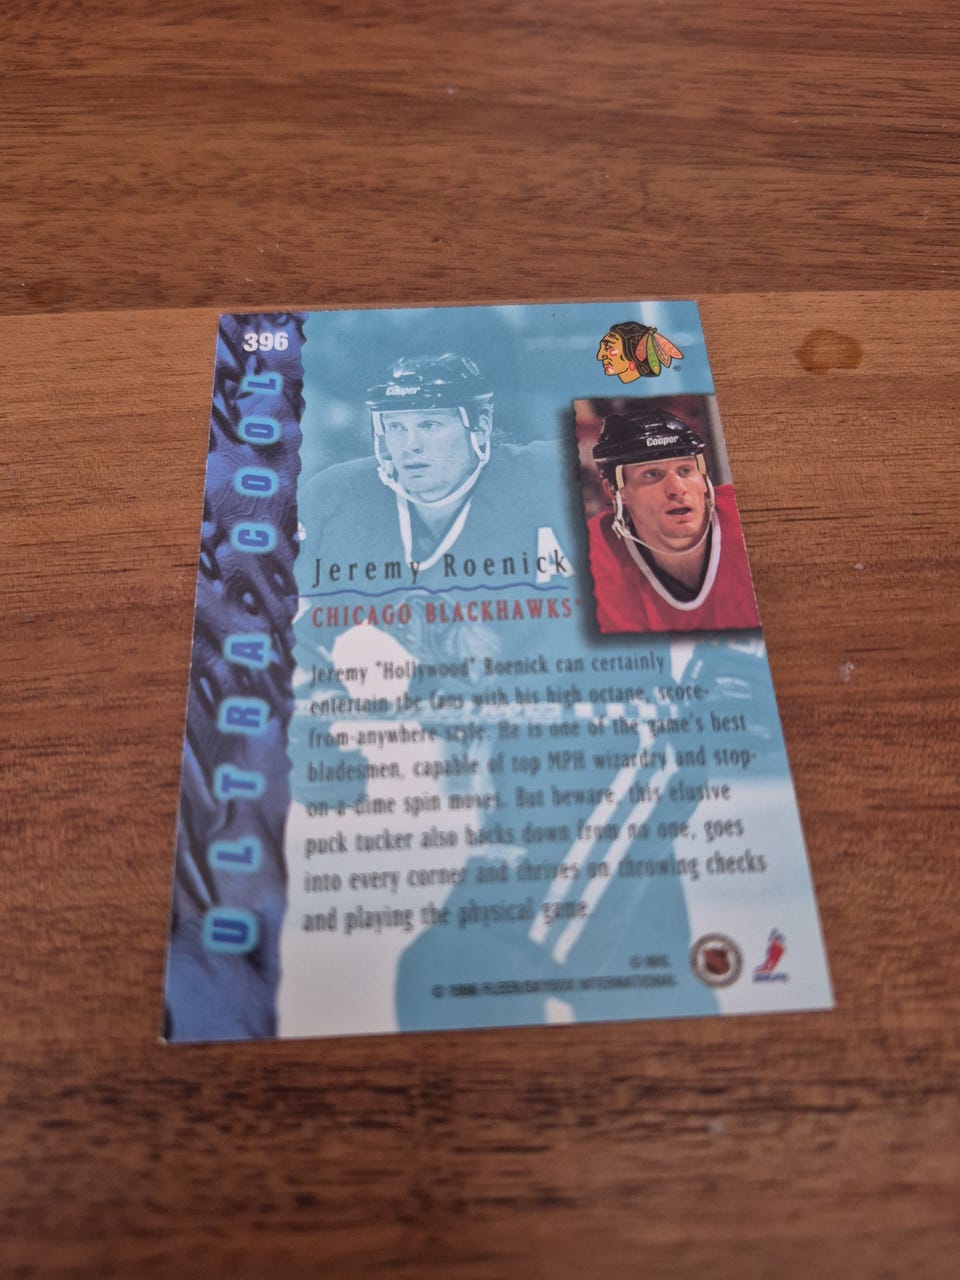 396
ULTRACOOL
Cooper
Cooper
®
Jeremy Roenick
CHICAGO BLACKHAWKS
Jeremy "Hollywood" Roenick can certainly
entertain the fans with his high octane, score-
from-anywhere style. He is one of the game's best
bladesmen, capable of top MPH wizardry and stop-
on-a-dime spin moves. But beware, this elusive
puck tucker also backs down from no one, goes
into every corner and thrives on throwing checks
and playing the physical game.
© NHL
© 1996 FLEER/SKYBOX INTERNATIONAL
A